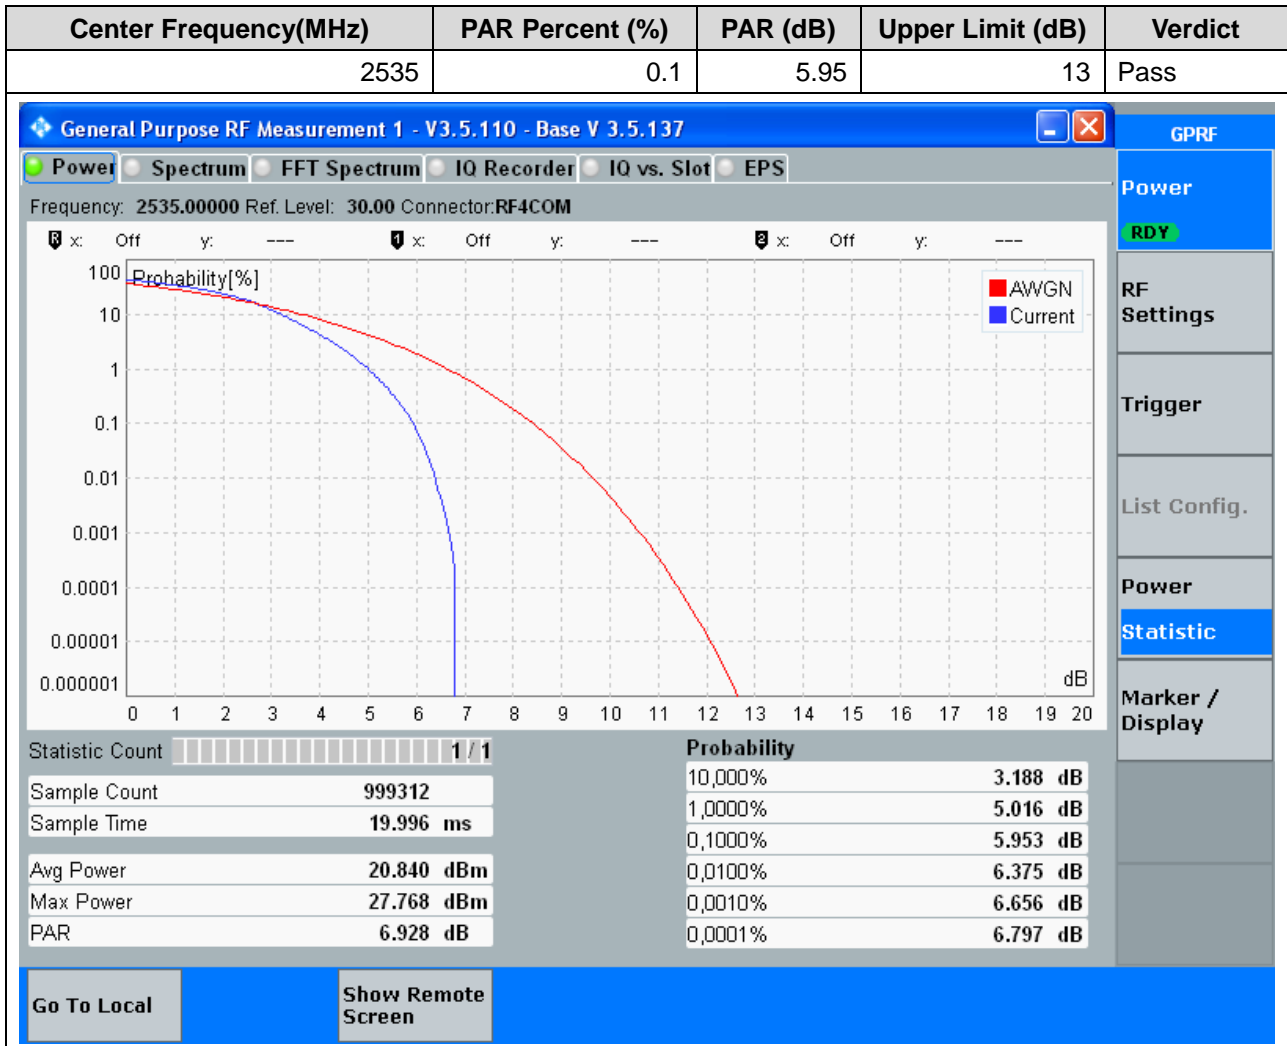 Center Frequency(MHz) PAR Percent (%) PAR (dB) Upper Limit (dB) Verdict
2535 0.1 5.95 13 Pass
General Purpose RF Measurement 1 - V3.5.110 - Base V 3.5.137
GPRF
Power Spectrum FFT Spectrum IQ Recorder IQ vs. Slot EPS
Power
RDY
Frequency: 2535.00000 Ref. Level: 30.00 Connector:RF4COM
R x: Off y: --- 1 x: Off y: --- 2 x: Off y: ---
Probability[%]
AWGN
Current
100
10
1
0.1
0.01
0.001
0.0001
0.00001
0.000001
dB
0 1 2 3 4 5 6 7 8 9 10 11 12 13 14 15 16 17 18 19 20
RF
Settings
Trigger
List Config.
Power
Statistic
Marker /
Display
Statistic Count 1 / 1
Sample Count 999312
Sample Time 19.996 ms
Avg Power 20.840 dBm
Max Power 27.768 dBm
PAR 6.928 dB
Probability
10,000% 3.188 dB
1,0000% 5.016 dB
0,1000% 5.953 dB
0,0100% 6.375 dB
0,0010% 6.656 dB
0,0001% 6.797 dB
Go To Local
Show Remote
Screen